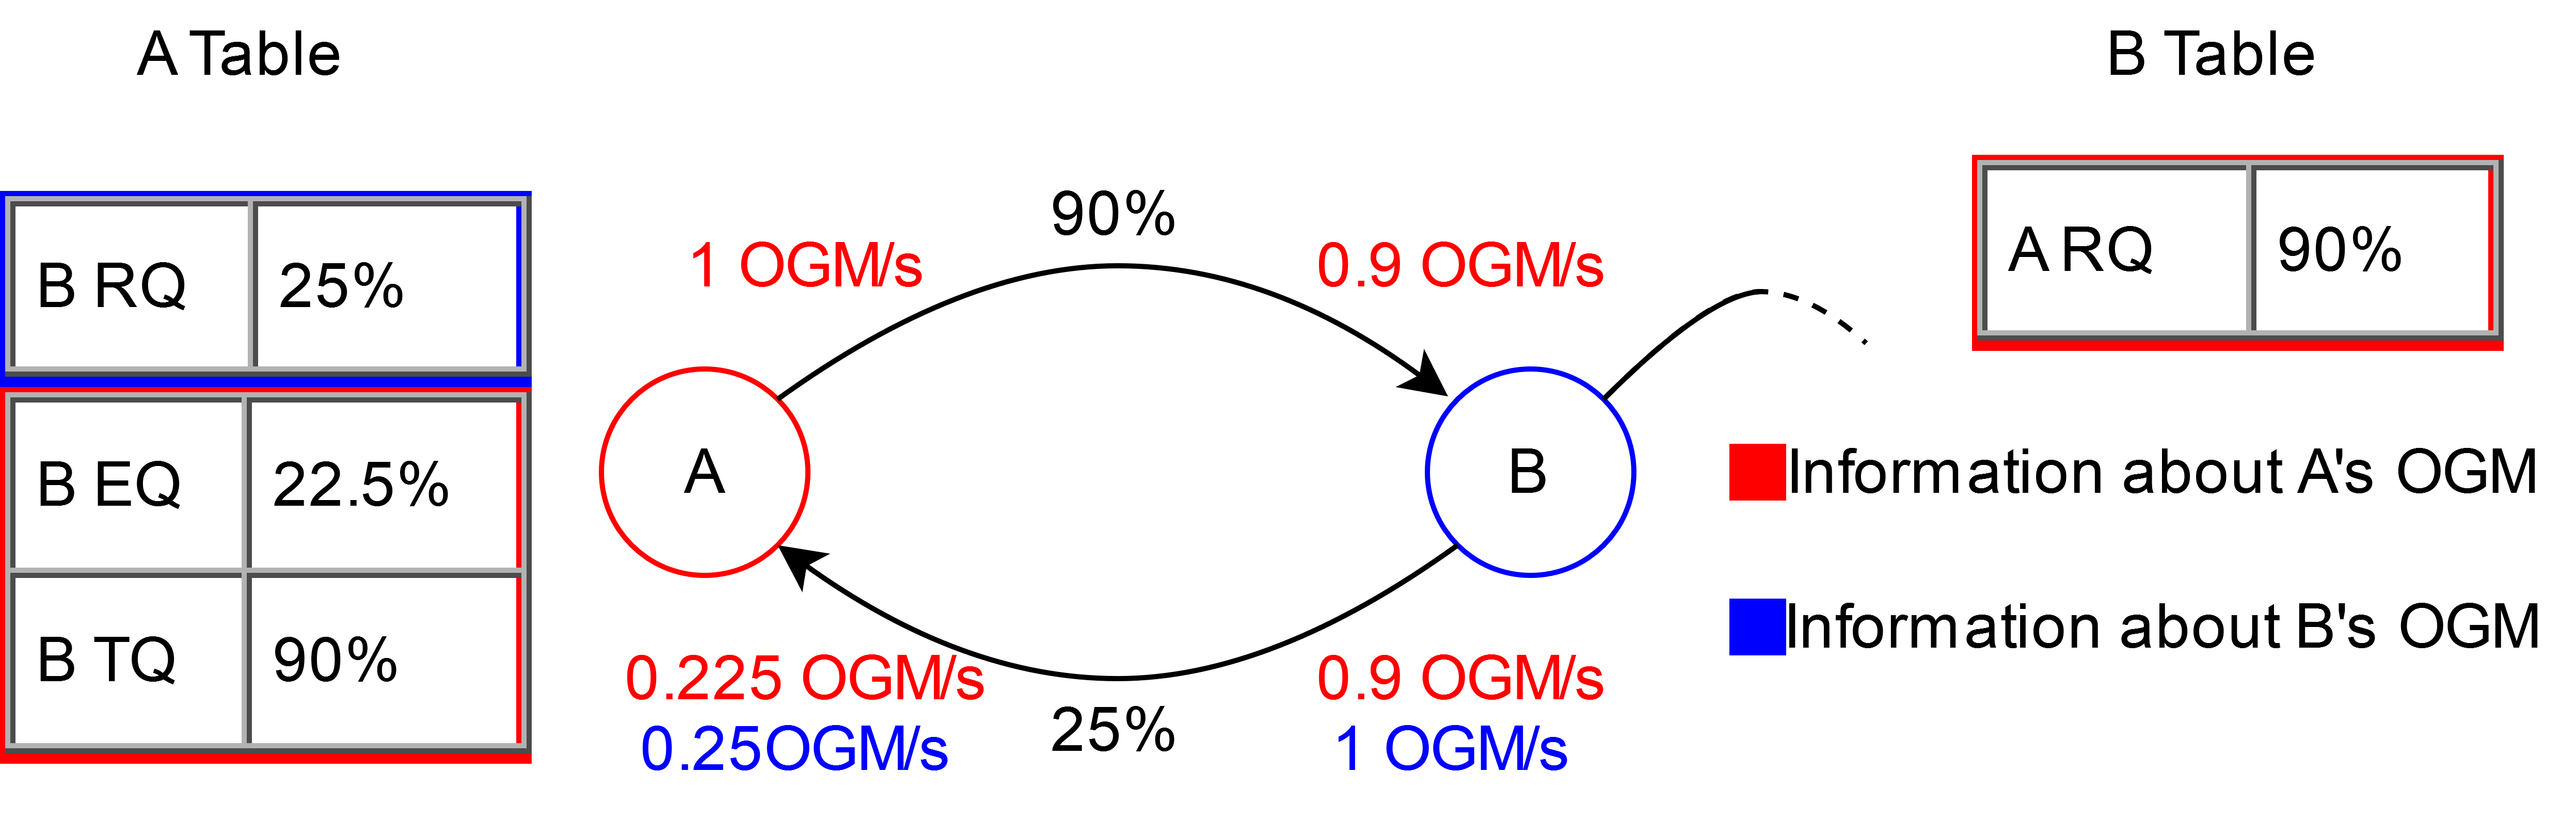 A Table
B Table
B RQ 25%
B EQ 22.5%
B TQ 90%
90%
1 OGM/s
0.9 OGM/s
A
B
0.225 OGM/s
0.25OGM/s
25%
0.9 OGM/s
1 OGM/s
A RQ 90%
Information about A's OGM
Information about B's OGM